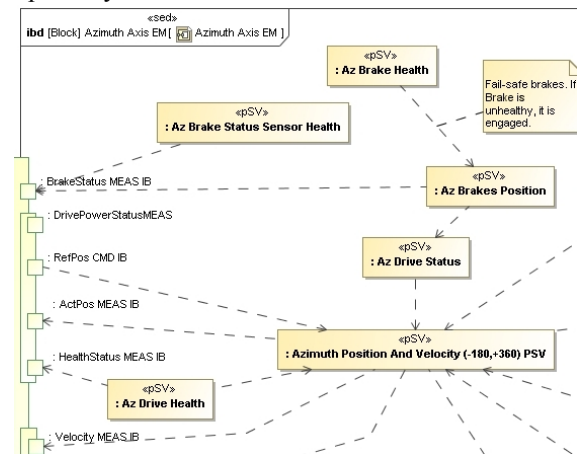 «sed»
ibd [Block] Azimuth Axis EM[ Azimuth Axis EM ]
«pSV»
: Az Brake Health
Fail-safe brakes. If
Brake is
unhealthy, it is
engaged.
«pSV»
: Az Brake Status Sensor Health
: BrakeStatus MEAS IB
«pSV»
: Az Brakes Position
: DrivePowerStatusMEAS
: RefPos CMD IB
«pSV»
: Az Drive Status
: ActPos MEAS IB
«pSV»
: Azimuth Position And Velocity (-180,+360) PSV
: HealthStatus MEAS IB
«pSV»
: Az Drive Health
: Velocity MEAS IB